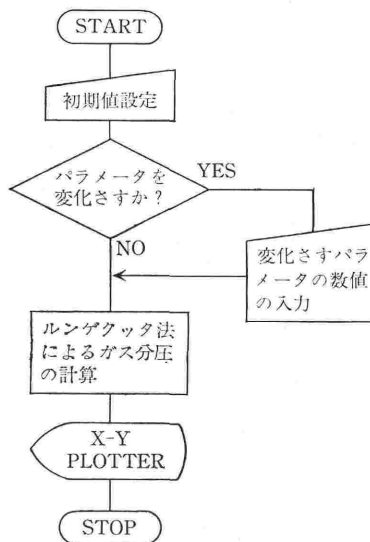 START
初期値設定
パラメータを
変化さすか?
YES
NO
変化さすパラ
メータの数値
の入力
ルンゲクッタ法
によるガス分圧
の計算
X-Y
PLOTTER
STOP